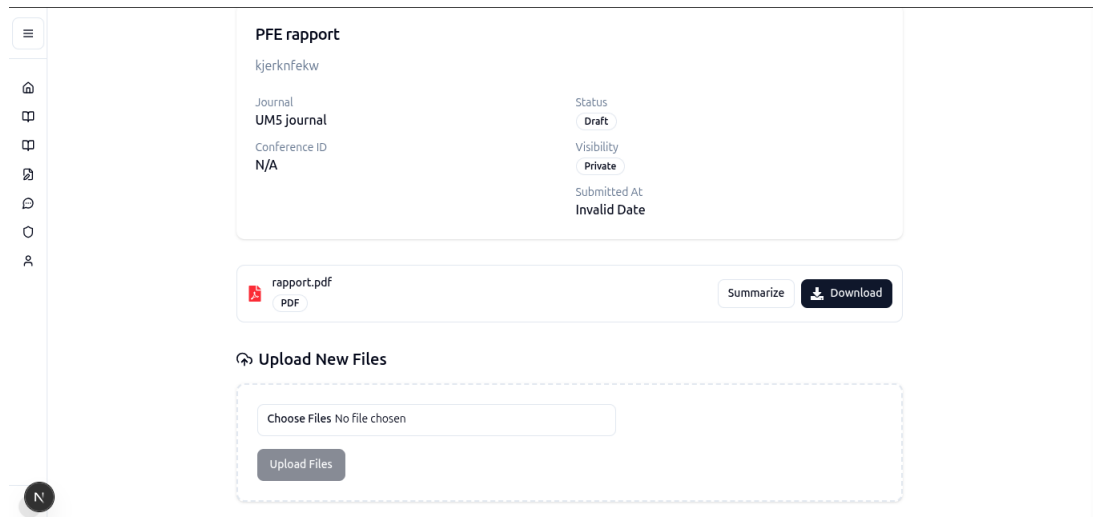 PFE rapport
kjerknfekw
Journal
UM5 journal
Conference ID
N/A
Status
Draft
Visibility
Private
Submitted At
Invalid Date
rapport.pdf
PDF
Summarize
Download
Upload New Files
Choose Files No file chosen
Upload Files
N